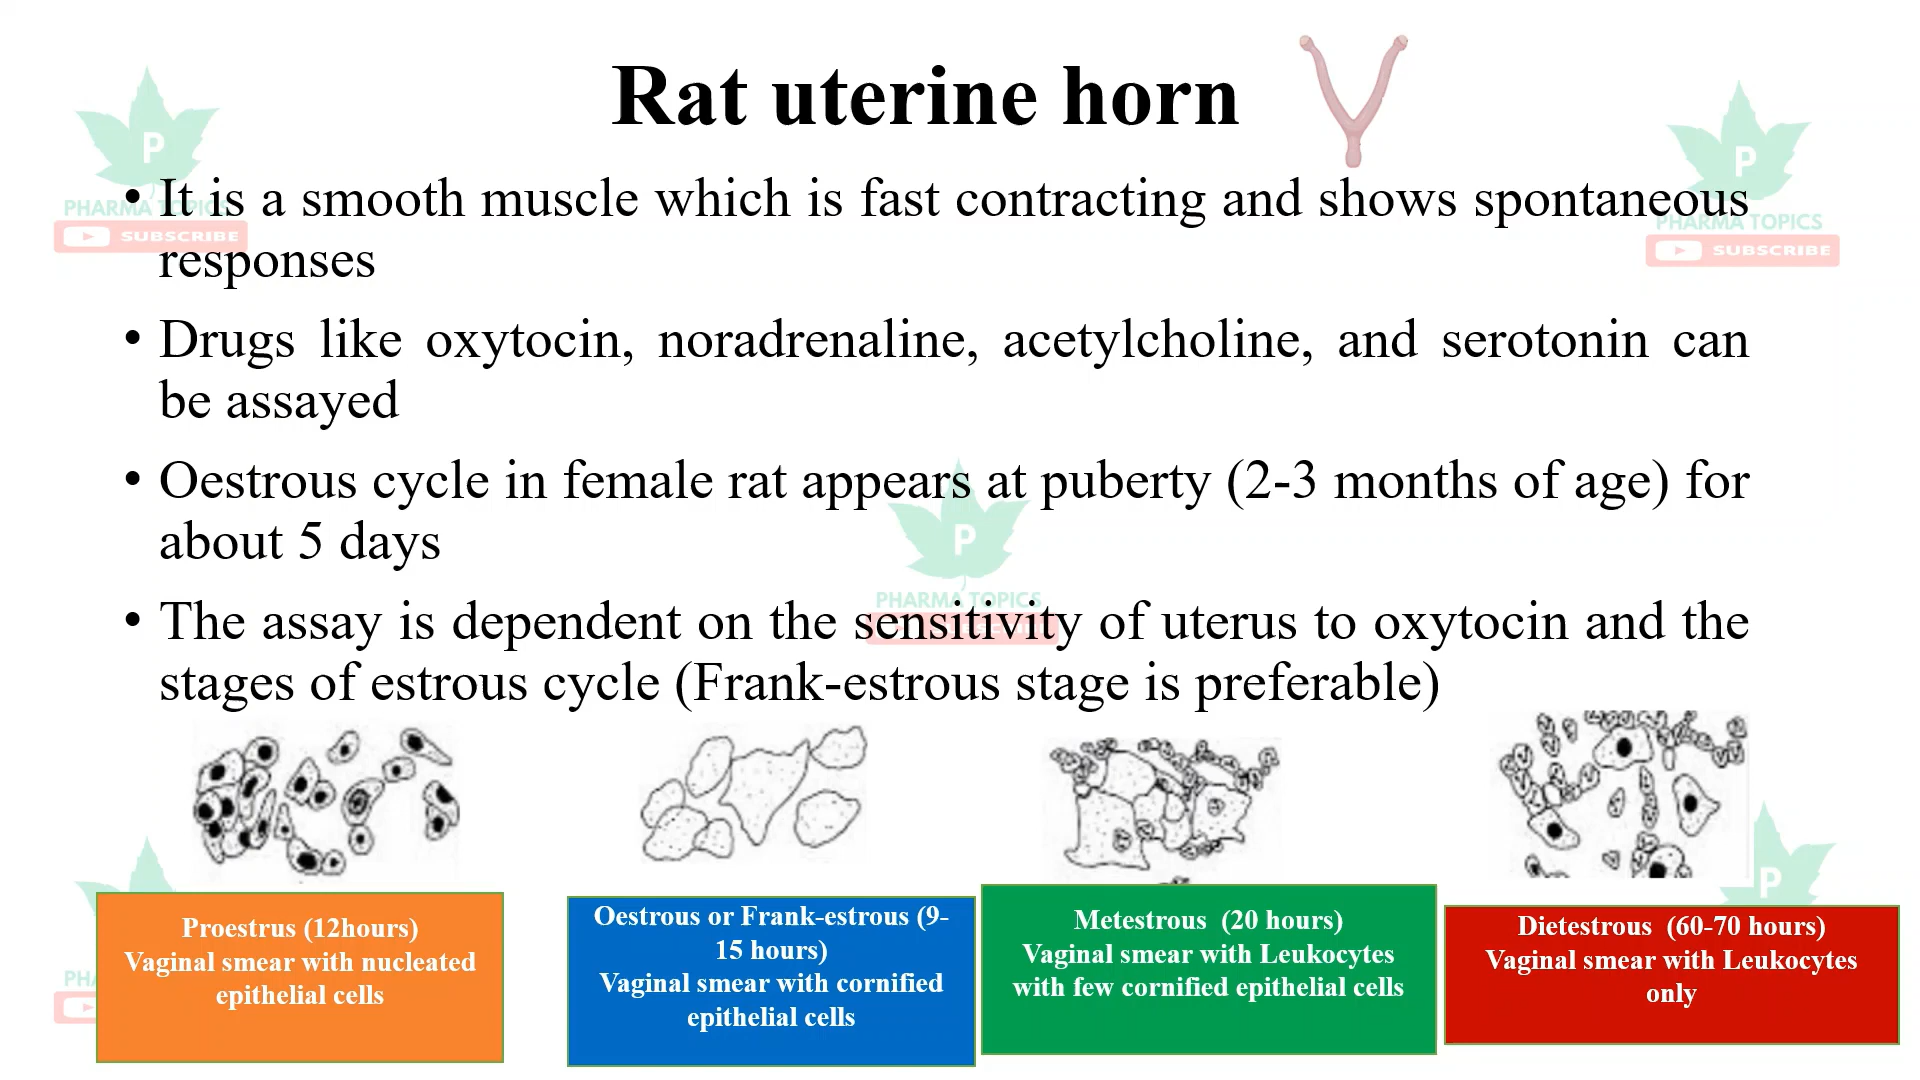 Rat uterine horn
P
P
• It is a smooth muscle which is fast contracting and shows spontaneous
PHARMA TOPICS
PHARMA TOPICS
SUBSCRIBE
SUBSCRIBE
responses
• Drugs like oxytocin, noradrenaline, acetylcholine, and serotonin can
be assayed
• Oestrous cycle in female rat appears at puberty (2-3 months of age) for
about 5 days
P
PHARMA TOPICS
• The assay is dependent on the sensitivity of uterus to oxytocin and the
stages of estrous cycle (Frank-estrous stage is preferable)
P
Proestrus (12hours)
Vaginal smear with nucleated
epithelial cells
Oestrous or Frank-estrous (9-
15 hours)
Vaginal smear with cornified
epithelial cells
Metestrous (20 hours)
Vaginal smear with Leukocytes
with few cornified epithelial cells
Dietestrous (60-70 hours)
Vaginal smear with Leukocytes
only